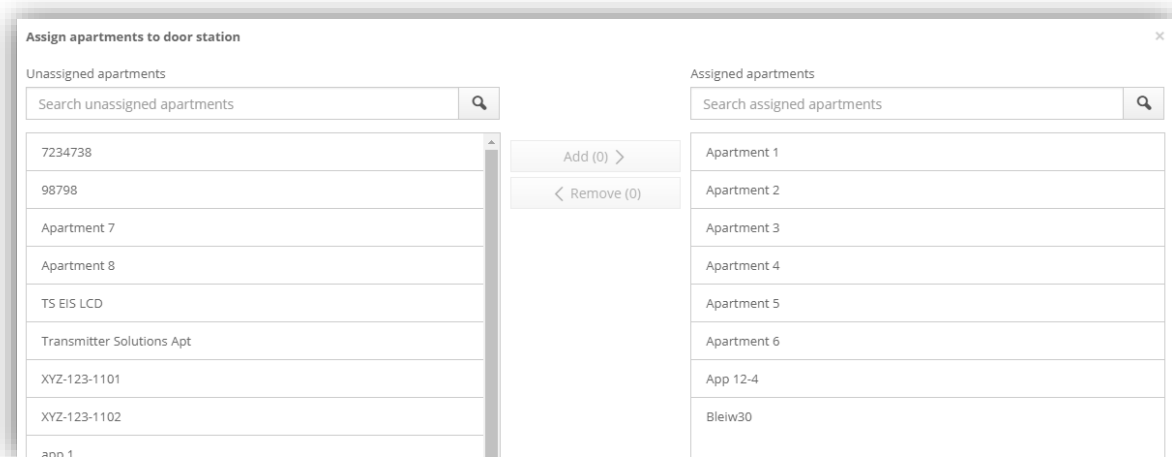 Assign apartments to door station
×
Unassigned apartments
Search unassigned apartments
7234738
98798
Apartment 7
Apartment 8
TS EIS LCD
Transmitter Solutions Apt
XYZ-123-1101
XYZ-123-1102
app 1
Add (0)
Remove (0)
Assigned apartments
Search assigned apartments
Apartment 1
Apartment 2
Apartment 3
Apartment 4
Apartment 5
Apartment 6
App 12-4
Bleiw30